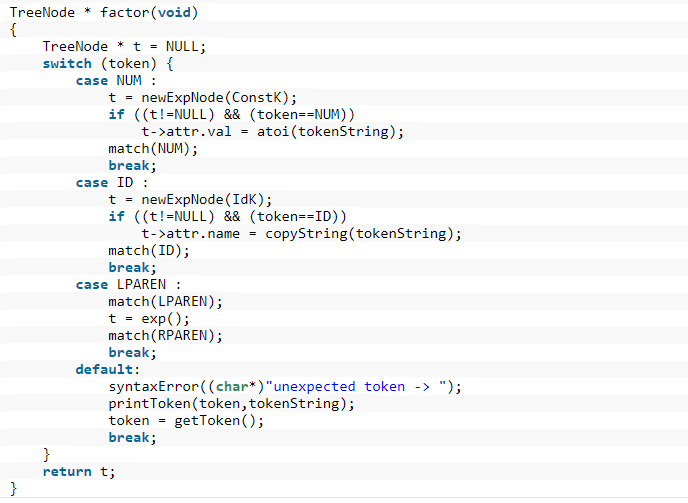 TreeNode * factor(void)
{
    TreeNode * t = NULL;
    switch (token) {
        case NUM :
            t = newExpNode(ConstK);
            if ((t!=NULL) && (token==NUM))
                t->attr.val = atoi(tokenString);
            match(NUM);
            break;
        case ID :
            t = newExpNode(IdK);
            if ((t!=NULL) && (token==ID))
                t->attr.name = copyString(tokenString);
            match(ID);
            break;
        case LPAREN :
            match(LPAREN);
            t = exp();
            match(RPAREN);
            break;
        default:
            syntaxError((char*)"unexpected token -> ");
            printToken(token,tokenString);
            token = getToken();
            break;
    }
    return t;
}